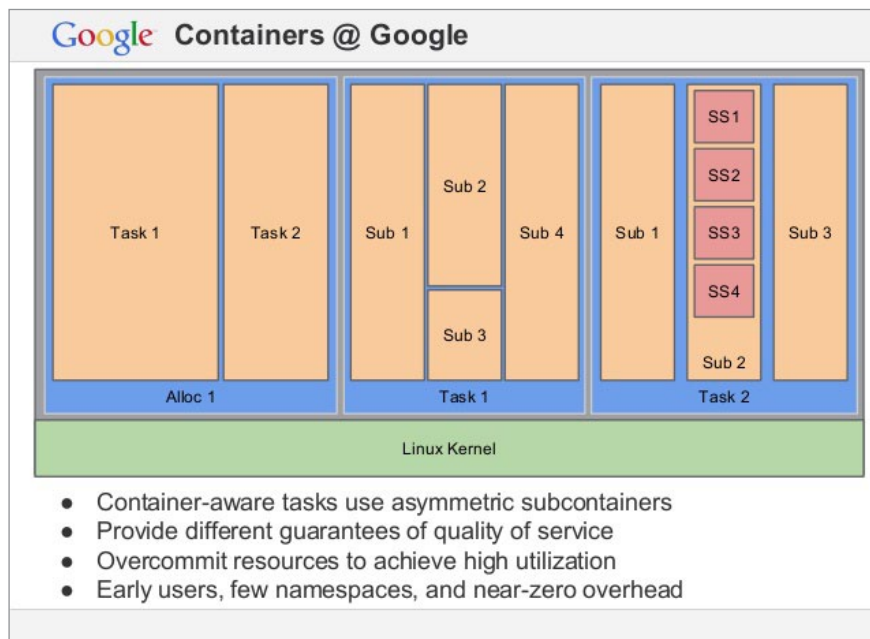 Google Containers @ Google
Task 1
Task 2
Alloc 1
Sub 1
Sub 2
Sub 3
Sub 4
Task 1
Sub 1
SS1
SS2
SS3
SS4
Sub 2
Sub 3
Task 2
Linux Kernel
● Container-aware tasks use asymmetric subcontainers
● Provide different guarantees of quality of service
● Overcommit resources to achieve high utilization
● Early users, few namespaces, and near-zero overhead